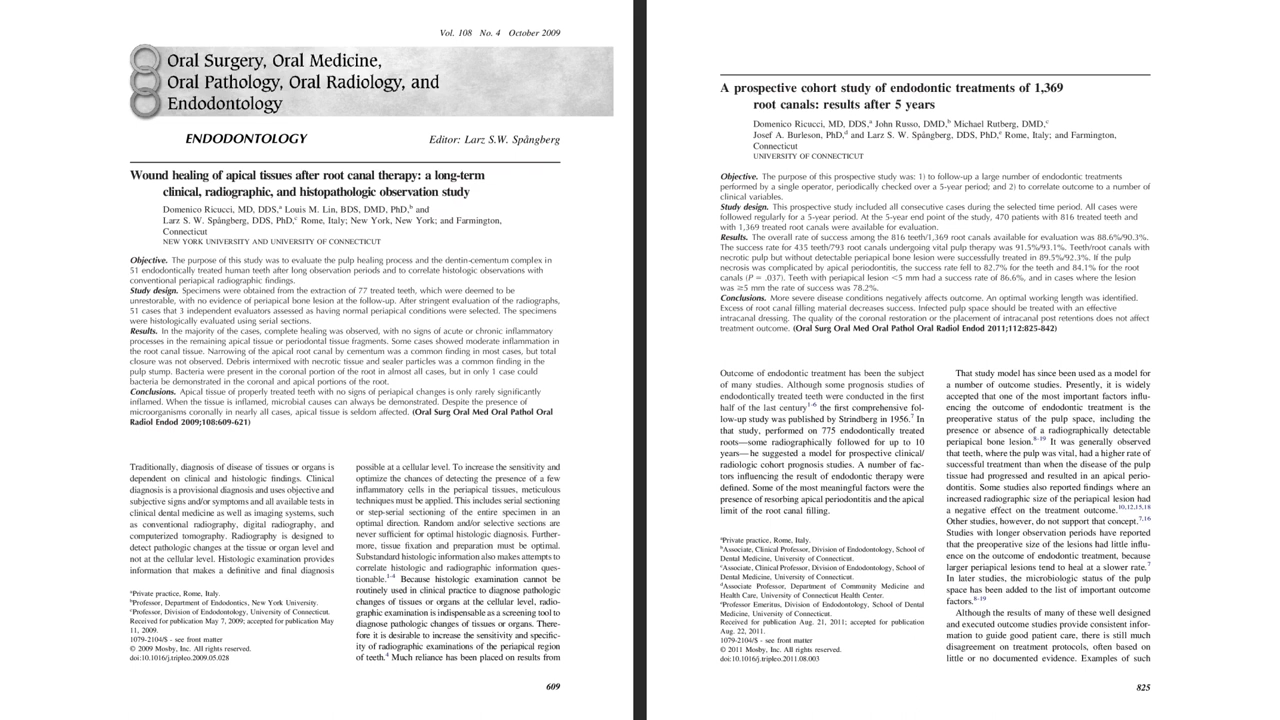 Vol. 108 No. 4 October 2009
Oral Surgery, Oral Medicine,
Oral Pathology, Oral Radiology, and
Endodontology
ENDODONTOLOGY Editor: Larz S.W. Spångberg
Wound healing of apical tissues after root canal therapy: a long-term
clinical, radiographic, and histopathologic observation study
Domenico Ricucci, MD, DDS,ᵃ Louis M. Lin, BDS, DMD, PhD,ᵇ and
Larz S. W. Spångberg, DDS, PhD,ᶜ Rome, Italy; New York, New York; and Farmington,
Connecticut
NEW YORK UNIVERSITY AND UNIVERSITY OF CONNECTICUT
Objective. The purpose of this study was to evaluate the pulp healing process and the dentin-cementum complex in
51 endodontically treated human teeth after long observation periods and to correlate histologic observations with
conventional periapical radiographic findings.
Study design. Specimens were obtained from the extraction of 77 treated teeth, which were deemed to be
unrestorable, with no evidence of periapical bone lesion at the follow-up. After stringent evaluation of the radiographs,
51 cases that 3 independent evaluators assessed as having normal periapical conditions were selected. The specimens
were histologically evaluated using serial sections.
Results. In the majority of the cases, complete healing was observed, with no signs of acute or chronic inflammatory
processes in the remaining apical tissue or periodontal tissue fragments. Some cases showed moderate inflammation in
the root canal tissue. Narrowing of the apical root canal by cementum was a common finding in most cases, but total
closure was not observed. Debris intermixed with necrotic tissue and sealer particles was a common finding in the
pulp stump. Bacteria were present in the coronal portion of the root in almost all cases, but in only 1 case could
bacteria be demonstrated in the coronal and apical portions of the root.
Conclusions. Apical tissue of properly treated teeth with no signs of periapical changes is only rarely significantly
inflamed. When the tissue is inflamed, microbial causes can always be demonstrated. Despite the presence of
microorganisms coronally in nearly all cases, apical tissue is seldom affected. (Oral Surg Oral Med Oral Pathol Oral
Radiol Endod 2009;108:609-621)
Traditionally, diagnosis of disease of tissues or organs is
dependent on clinical and histologic findings. Clinical
diagnosis is a provisional diagnosis and uses objective and
subjective signs and/or symptoms and all available tests in
clinical dental medicine as well as imaging systems, such
as conventional radiography, digital radiography, and
computerized tomography. Radiography is designed to
detect pathologic changes at the tissue or organ level and
not at the cellular level. Histologic examination provides
information that makes a definitive and final diagnosis
ᵃPrivate practice, Rome, Italy.
ᵇProfessor, Department of Endodontics, New York University.
ᶜProfessor, Division of Endodontology, University of Connecticut.
Received for publication May 7, 2009; accepted for publication May
11, 2009.
1079-2104/$ - see front matter
© 2009 Mosby, Inc. All rights reserved.
doi:10.1016/j.tripleo.2009.05.028
possible at a cellular level. To increase the sensitivity and
optimize the chances of detecting the presence of a few
inflammatory cells in the periapical tissues, meticulous
techniques must be applied. This includes serial sectioning
or step-serial sectioning of the entire specimen in an
optimal direction. Random and/or selective sections are
never sufficient for optimal histologic diagnosis. Further-
more, tissue fixation and preparation must be optimal.
Substandard histologic information also makes attempts to
correlate histologic and radiographic information ques-
tionable.¹⁻⁴ Because histologic examination cannot be
routinely used in clinical practice to diagnose pathologic
changes of tissues or organs at the cellular level, radio-
graphic examination is indispensable as a screening tool to
diagnose pathologic changes of tissues or organs. There-
fore it is desirable to increase the sensitivity and specific-
ity of radiographic examinations of the periapical region
of teeth.⁴ Much reliance has been placed on results from
609
A prospective cohort study of endodontic treatments of 1,369
root canals: results after 5 years
Domenico Ricucci, MD, DDS,ᵃ John Russo, DMD,ᵇ Michael Rutberg, DMD,ᶜ
Josef A. Burleson, PhD,ᵈ and Larz S. W. Spångberg, DDS, PhD,ᵉ Rome, Italy; and Farmington,
Connecticut
UNIVERSITY OF CONNECTICUT
Objective. The purpose of this prospective study was: 1) to follow-up a large number of endodontic treatments
performed by a single operator, periodically checked over a 5-year period; and 2) to correlate outcome to a number of
clinical variables.
Study design. This prospective study included all consecutive cases during the selected time period. All cases were
followed regularly for a 5-year period. At the 5-year end point of the study, 470 patients with 816 treated teeth and
with 1,369 treated root canals were available for evaluation.
Results. The overall rate of success among the 816 teeth/1,369 root canals available for evaluation was 88.6%/90.3%.
The success rate for 435 teeth/793 root canals undergoing vital pulp therapy was 91.5%/93.1%. Teeth/root canals with
necrotic pulp but without detectable periapical bone lesion were successfully treated in 89.5%/92.3%. If the pulp
necrosis was complicated by apical periodontitis, the success rate fell to 82.7% for the teeth and 84.1% for the root
canals (P = .037). Teeth with periapical lesion <5 mm had a success rate of 86.6%, and in cases where the lesion
was ≥5 mm the rate of success was 78.2%.
Conclusions. More severe disease conditions negatively affects outcome. An optimal working length was identified.
Excess of root canal filling material decreases success. Infected pulp space should be treated with an effective
intracanal dressing. The quality of the coronal restoration or the placement of intracanal post retentions does not affect
treatment outcome. (Oral Surg Oral Med Oral Pathol Oral Radiol Endod 2011;112:825-842)
Outcome of endodontic treatment has been the subject
of many studies. Although some prognosis studies of
endodontically treated teeth were conducted in the first
half of the last century¹⁻⁶ the first comprehensive fol-
low-up study was published by Strindberg in 1956.⁷ In
that study, performed on 775 endodontically treated
roots—some radiographically followed for up to 10
years—he suggested a model for prospective clinical/
radiologic cohort prognosis studies. A number of fac-
tors influencing the result of endodontic therapy were
defined. Some of the most meaningful factors were the
presence of resorbing apical periodontitis and the apical
limit of the root canal filling.
ᵃPrivate practice, Rome, Italy.
ᵇAssociate, Clinical Professor, Division of Endodontology, School of
Dental Medicine, University of Connecticut.
ᶜAssociate, Clinical Professor, Division of Endodontology, School of
Dental Medicine, University of Connecticut.
ᵈAssociate Professor, Department of Community Medicine and
Health Care, University of Connecticut Health Center.
ᵉProfessor Emeritus, Division of Endodontology, School of Dental
Medicine, University of Connecticut.
Received for publication Aug. 21, 2011; accepted for publication
Aug. 22, 2011.
1079-2104/$ - see front matter
© 2011 Mosby, Inc. All rights reserved.
doi:10.1016/j.tripleo.2011.08.003
That study model has since been used as a model for
a number of outcome studies. Presently, it is widely
accepted that one of the most important factors influ-
encing the outcome of endodontic treatment is the
preoperative status of the pulp space, including the
presence or absence of a radiographically detectable
periapical bone lesion.⁸⁻¹⁹ It was generally observed
that teeth, where the pulp was vital, had a higher rate of
successful treatment than when the disease of the pulp
tissue had progressed and resulted in an apical perio-
dontitis. Some studies also reported findings where an
increased radiographic size of the periapical lesion had
a negative effect on the treatment outcome.¹⁰,¹²,¹⁵,¹⁸
Other studies, however, do not support that concept.⁷,¹⁶
Studies with longer observation periods have reported
that the preoperative size of the lesions had little influ-
ence on the outcome of endodontic treatment, because
larger periapical lesions tend to heal at a slower rate.⁷
In later studies, the microbiologic status of the pulp
space has been added to the list of important outcome
factors.⁸⁻¹⁹
Although the results of many of these well designed
and executed outcome studies provide consistent infor-
mation to guide good patient care, there is still much
disagreement on treatment protocols, often based on
little or no documented evidence. Examples of such
825